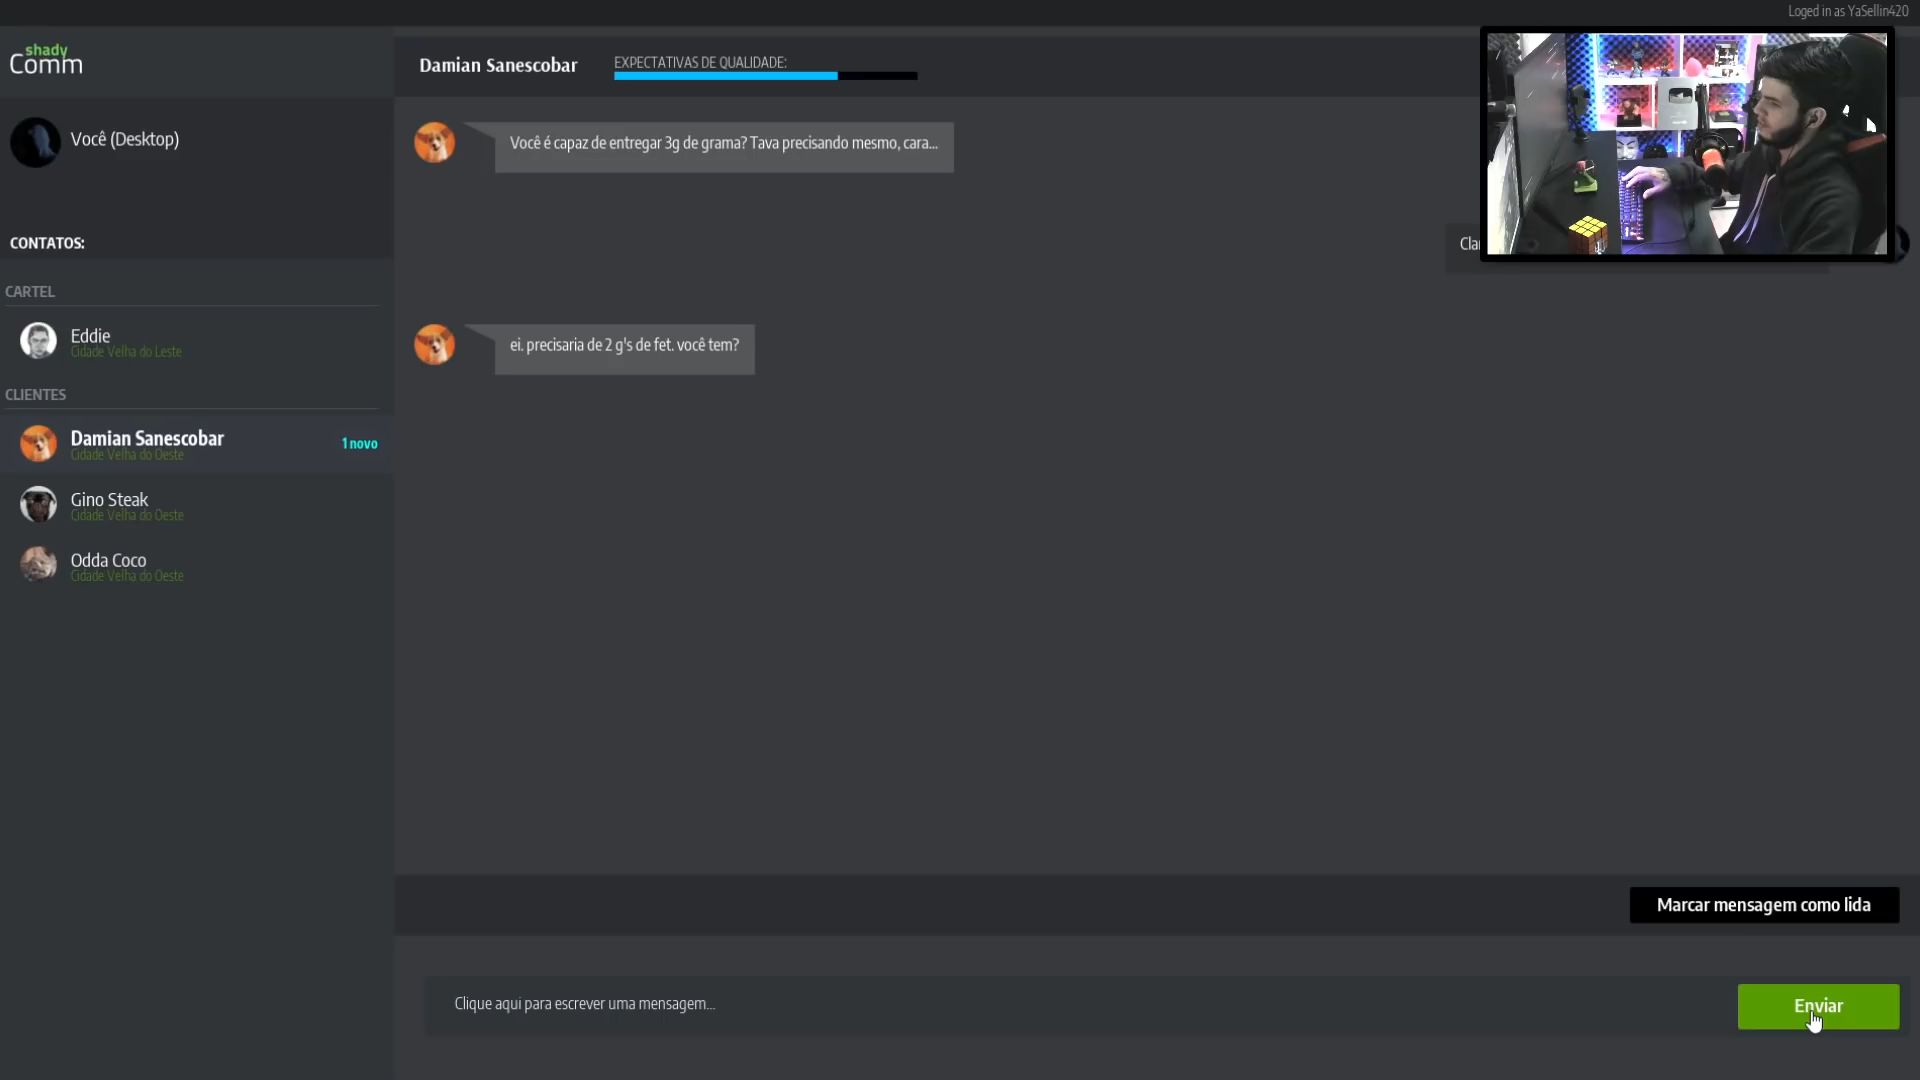 Loged in as YaSellin420
shady
Comm
Damian Sanescobar
EXPECTATIVAS DE QUALIDADE:
Você (Desktop)
Você é capaz de entregar 3g de grama? Tava precisando mesmo, cara...
CONTATOS:
CARTEL
Eddie
Cidade Velha do Leste
ei. precisaria de 2 g's de fet. você tem?
CLIENTES
Damian Sanescobar
1 novo
Cidade Velha do Oeste
Gino Steak
Cidade Velha do Oeste
Odda Coco
Cidade Velha do Oeste
Marcar mensagem como lida
Clique aqui para escrever uma mensagem...
Enviar